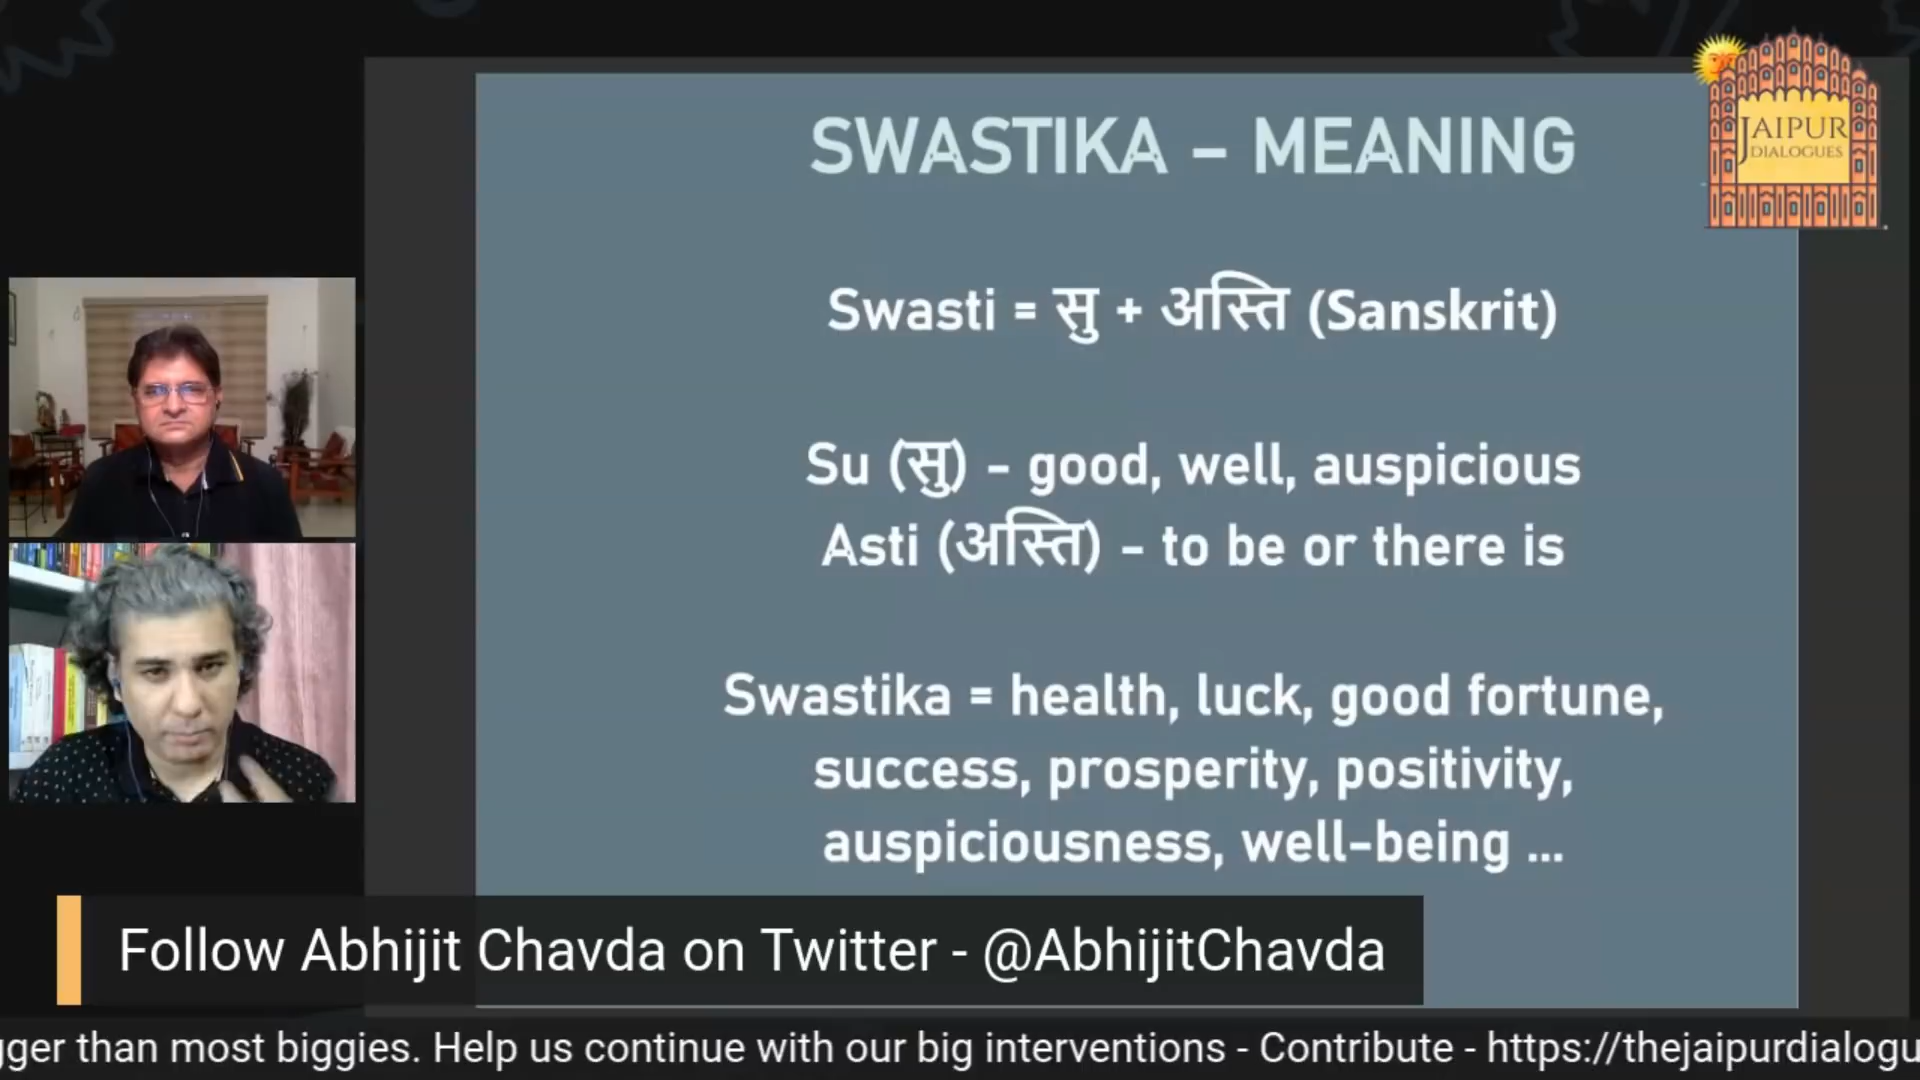 JAIPUR
DIALOGUES
SWASTIKA – MEANING
Swasti = सु + अस्ति (Sanskrit)
Su (सु) – good, well, auspicious
Asti (अस्ति) – to be or there is
Swastika = health, luck, good fortune,
success, prosperity, positivity,
auspiciousness, well-being ...
Follow Abhijit Chavda on Twitter - @AbhijitChavda
gger than most biggies. Help us continue with our big interventions - Contribute - https://thejaipurdialogu